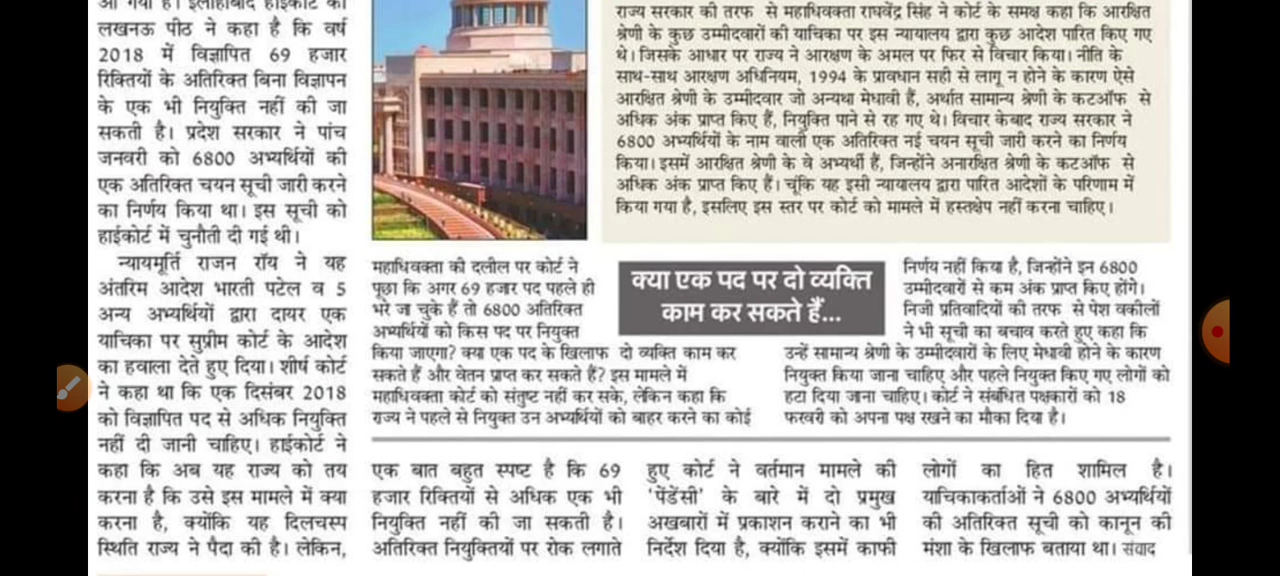 आ गया है। इलाहाबाद हाईकोर्ट की
लखनऊ पीठ ने कहा है कि वर्ष
2018 में विज्ञापित 69 हजार
रिक्तियों के अतिरिक्त बिना विज्ञापन
के एक भी नियुक्ति नहीं की जा
सकती है। प्रदेश सरकार ने पांच
जनवरी को 6800 अभ्यर्थियों की
एक अतिरिक्त चयन सूची जारी करने
का निर्णय किया था। इस सूची को
हाईकोर्ट में चुनौती दी गई थी।
न्यायमूर्ति राजन रॉय ने यह
अंतरिम आदेश भारती पटेल व 5
अन्य अभ्यर्थियों द्वारा दायर एक
याचिका पर सुप्रीम कोर्ट के आदेश
का हवाला देते हुए दिया। शीर्ष कोर्ट
ने कहा था कि एक दिसंबर 2018
को विज्ञापित पद से अधिक नियुक्ति
नहीं दी जानी चाहिए। हाईकोर्ट ने
कहा कि अब यह राज्य को तय
करना है कि उसे इस मामले में क्या
करना है, क्योंकि यह दिलचस्प
स्थिति राज्य ने पैदा की है। लेकिन,
राज्य सरकार की तरफ से महाधिवक्ता राघवेंद्र सिंह ने कोर्ट के समक्ष कहा कि आरक्षित
श्रेणी के कुछ उम्मीदवारों की याचिका पर इस न्यायालय द्वारा कुछ आदेश पारित किए गए
थे। जिसके आधार पर राज्य ने आरक्षण के अमल पर फिर से विचार किया। नीति के
साथ-साथ आरक्षण अधिनियम, 1994 के प्रावधान सही से लागू न होने के कारण ऐसे
आरक्षित श्रेणी के उम्मीदवार जो अन्यथा मेधावी हैं, अर्थात सामान्य श्रेणी के कटऑफ से
अधिक अंक प्राप्त किए हैं, नियुक्ति पाने से रह गए थे। विचार केबाद राज्य सरकार ने
6800 अभ्यर्थियों के नाम वाली एक अतिरिक्त नई चयन सूची जारी करने का निर्णय
किया। इसमें आरक्षित श्रेणी के वे अभ्यर्थी हैं, जिन्होंने अनारक्षित श्रेणी के कटऑफ से
अधिक अंक प्राप्त किए हैं। चूंकि यह इसी न्यायालय द्वारा पारित आदेशों के परिणाम में
किया गया है, इसलिए इस स्तर पर कोर्ट को मामले में हस्तक्षेप नहीं करना चाहिए।
क्या एक पद पर दो व्यक्ति
काम कर सकते हैं...
महाधिवक्ता की दलील पर कोर्ट ने
पूछा कि अगर 69 हजार पद पहले ही
भरे जा चुके हैं तो 6800 अतिरिक्त
अभ्यर्थियों को किस पद पर नियुक्त
किया जाएगा? क्या एक पद के खिलाफ दो व्यक्ति काम कर
सकते हैं और वेतन प्राप्त कर सकते हैं? इस मामले में
महाधिवक्ता कोर्ट को संतुष्ट नहीं कर सके, लेकिन कहा कि
राज्य ने पहले से नियुक्त उन अभ्यर्थियों को बाहर करने का कोई
निर्णय नहीं किया है, जिन्होंने इन 6800
उम्मीदवारों से कम अंक प्राप्त किए होंगे।
निजी प्रतिवादियों की तरफ से पेश वकीलों
ने भी सूची का बचाव करते हुए कहा कि
उन्हें सामान्य श्रेणी के उम्मीदवारों के लिए मेधावी होने के कारण
नियुक्त किया जाना चाहिए और पहले नियुक्त किए गए लोगों को
हटा दिया जाना चाहिए। कोर्ट ने संबंधित पक्षकारों को 18
फरवरी को अपना पक्ष रखने का मौका दिया है।
एक बात बहुत स्पष्ट है कि 69
हजार रिक्तियों से अधिक एक भी
नियुक्ति नहीं की जा सकती है।
अतिरिक्त नियुक्तियों पर रोक लगाते
हुए कोर्ट ने वर्तमान मामले की
'पेंडेंसी' के बारे में दो प्रमुख
अखबारों में प्रकाशन कराने का भी
निर्देश दिया है, क्योंकि इसमें काफी
लोगों का हित शामिल है।
याचिकाकर्ताओं ने 6800 अभ्यर्थियों
की अतिरिक्त सूची को कानून की
मंशा के खिलाफ बताया था। संवाद